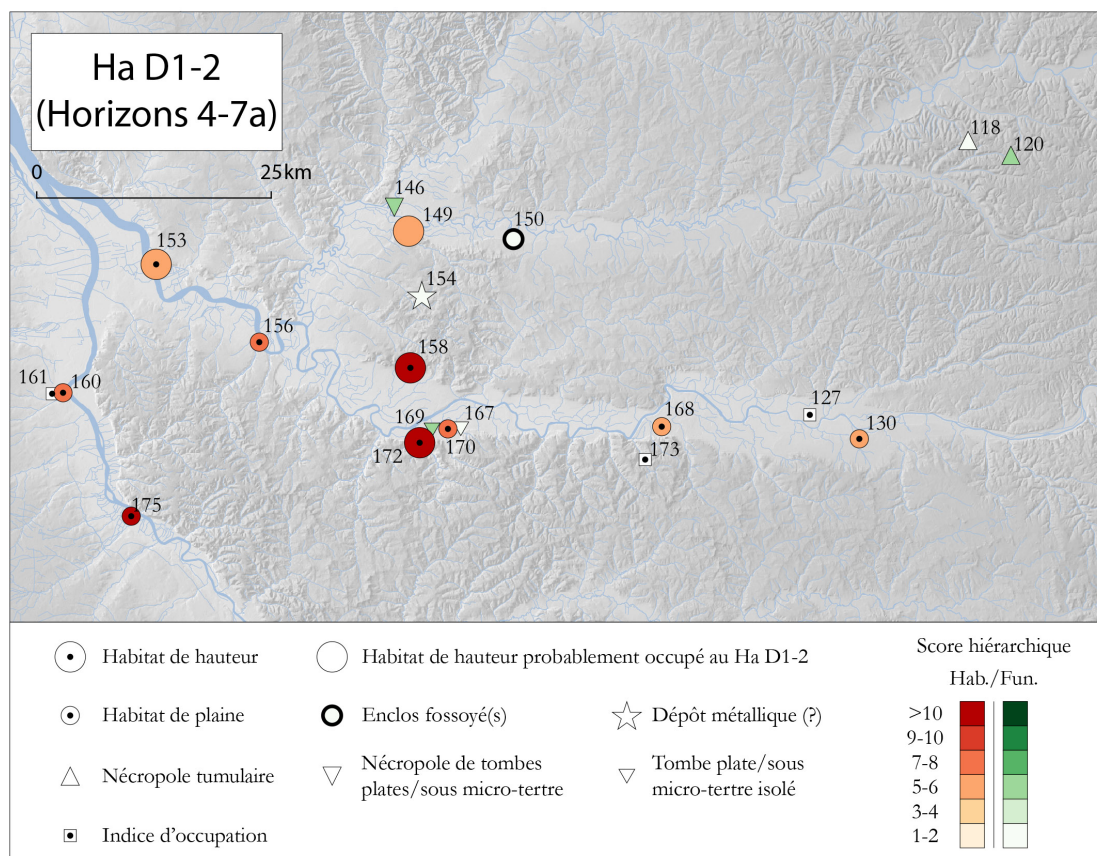 Ha D1-2
(Horizons 4-7a)
0
25 km
118
120
146
149
150
153
154
156
158
161
160
127
168
130
169
167
170
172
173
175
Habitat de hauteur
Habitat de hauteur probablement occupé au Ha D1-2
Habitat de plaine
Enclos fossoyé(s)
Dépôt métallique (?)
Nécropole tumulaire
Nécropole de tombes
plates/sous micro-tertre
Tombe plate/sous
micro-tertre isolé
Indice d'occupation
Score hiérarchique
Hab./Fun.
>10
9-10
7-8
5-6
3-4
1-2